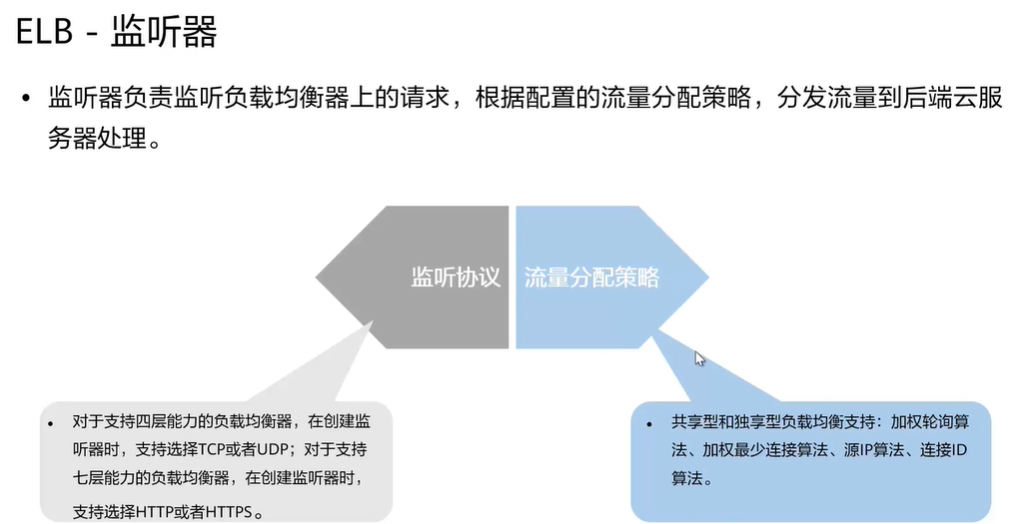 ELB - 监听器
• 监听器负责监听负载均衡器上的请求，根据配置的流量分配策略，分发流量到后端云服
务器处理。
监听协议
流量分配策略
• 对于支持四层能力的负载均衡器，在创建监
听器时，支持选择TCP或者UDP；对于支持
七层能力的负载均衡器，在创建监听器时，
支持选择HTTP或者HTTPS。
• 共享型和独享型负载均衡支持：加权轮询算
法、加权最少连接算法、源IP算法、连接ID
算法。